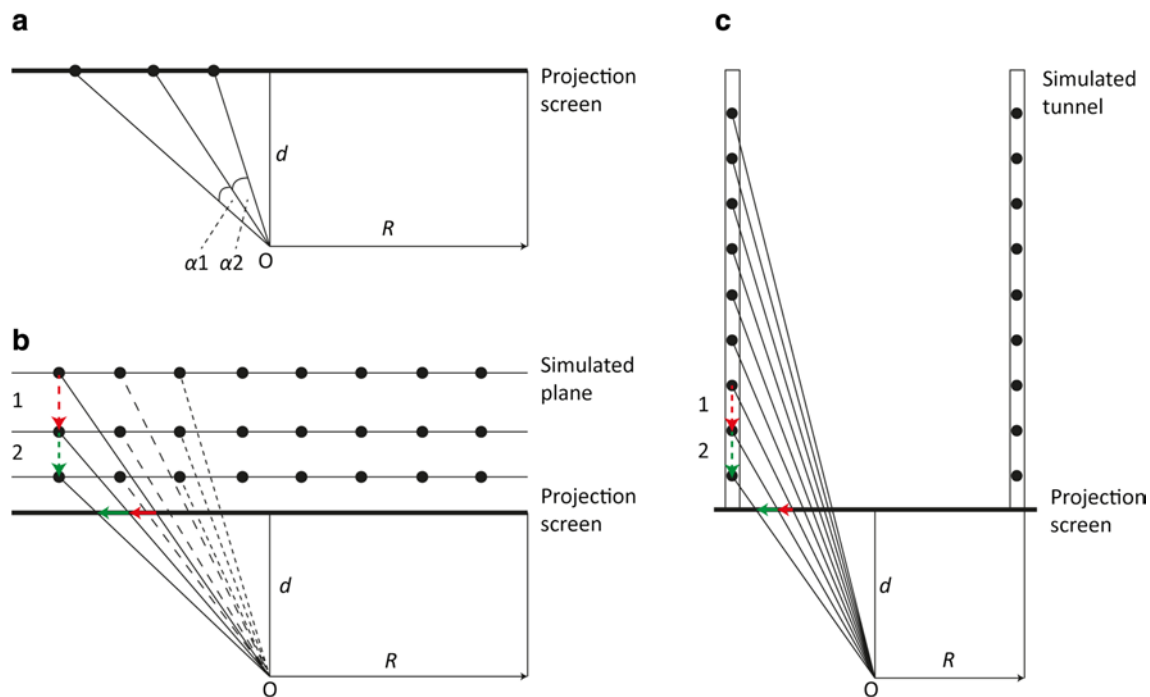 a
Projection
screen
d
R
α1
α2
O
b
Simulated
plane
1
2
Projection
screen
d
R
O
c
Simulated
tunnel
1
2
Projection
screen
d
R
O